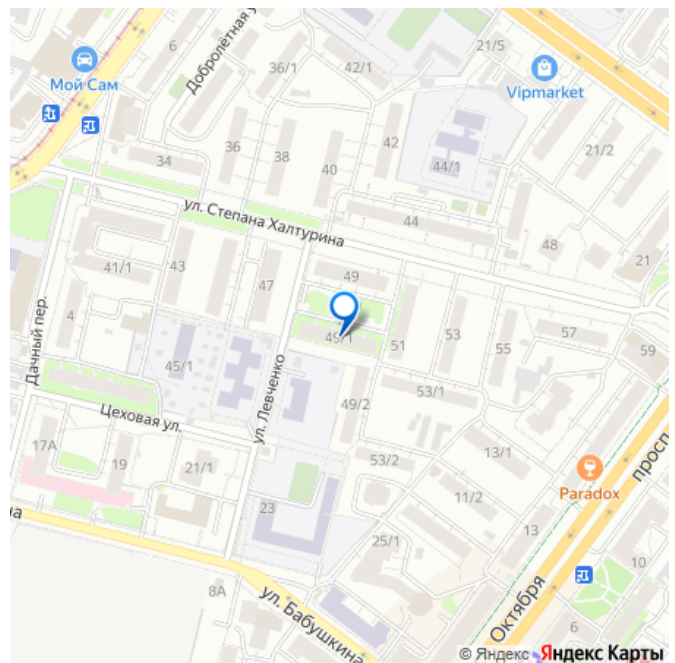 21/5
6
Добролётная у
36/1
42/1
Мой Сам
Vipmarket
42
36
38
34
40
44/1
21/2
ул. Степана Халтурина
44
48
21
41/1
43
49
47
Дачный пер.
4
49/1
51
53
55
57
59
45/1
ул. Левченко
53/1
49/2
Цеховая ул.
17А
19
21/1
53/2
13/1
Paradox
просп
11/2
23
13
на
25/1
8А
ул. Бабушкина
Октября
10
6
© Яндекс Яндекс Карты